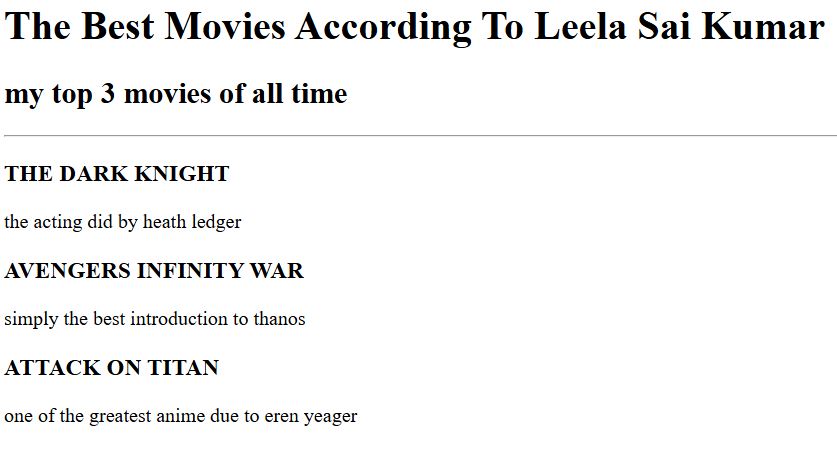 The Best Movies According To Leela Sai Kumar
my top 3 movies of all time
THE DARK KNIGHT
the acting did by heath ledger
AVENGERS INFINITY WAR
simply the best introduction to thanos
ATTACK ON TITAN
one of the greatest anime due to eren yeager